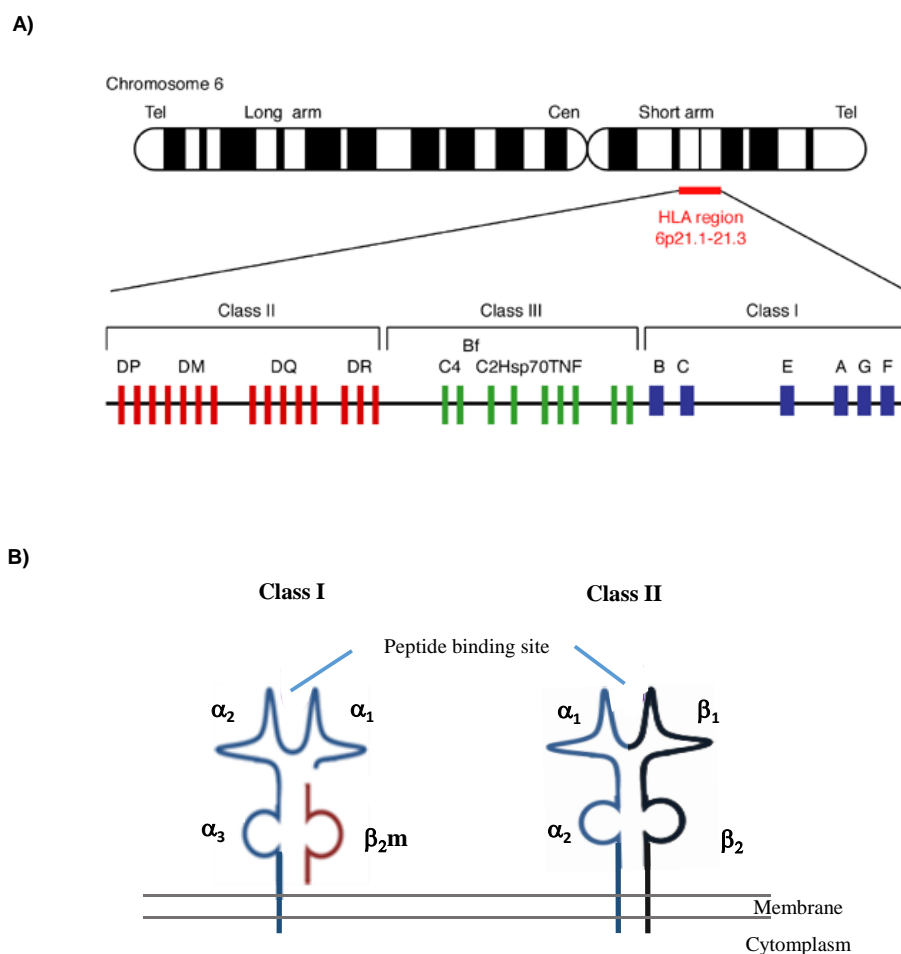 A)
Chromosome 6
Tel Long arm Cen Short arm Tel
HLA region
6p21.1-21.3
Class II Class III Class I
Bf
DP DM DQ DR C4 C2Hsp70TNF B C E A G F
B)
Class I Class II
Peptide binding site
α2 α1 α1 β1
α3 β2m α2 β2
Membrane
Cytomplasm